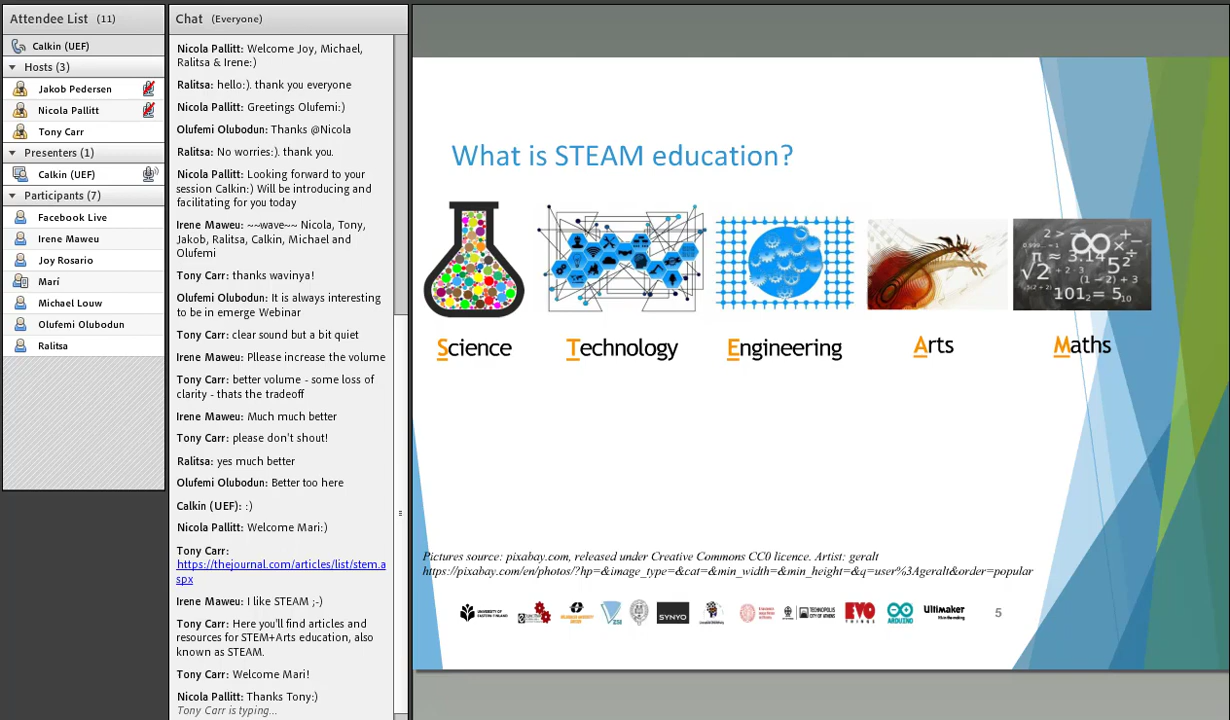 Attendee List (11)
Calkin (UEF)
Hosts (3)
Jakob Pedersen
Nicola Pallitt
Tony Carr
Presenters (1)
Calkin (UEF)
Participants (7)
Facebook Live
Irene Maweu
Joy Rosario
Mari
Michael Louw
Olufemi Olubodun
Ralitsa
Chat (Everyone)
Nicola Pallitt: Welcome Joy, Michael,
Ralitsa & Irene:)
Ralitsa: hello:). thank you everyone
Nicola Pallitt: Greetings Olufemi:)
Olufemi Olubodun: Thanks @Nicola
Ralitsa: No worries:). thank you.
Nicola Pallitt: Looking forward to your
session Calkin:) Will be introducing and
facilitating for you today
Irene Maweu: ~~wave~~ Nicola, Tony,
Jakob, Ralitsa, Calkin, Michael and
Olufemi
Tony Carr: thanks wavinya!
Olufemi Olubodun: It is always interesting
to be in emerge Webinar
Tony Carr: clear sound but a bit quiet
Irene Maweu: Pllease increase the volume
Tony Carr: better volume - some loss of
clarity - thats the tradeoff
Irene Maweu: Much much better
Tony Carr: please don't shout!
Ralitsa: yes much better
Olufemi Olubodun: Better too here
Calkin (UEF): :)
Nicola Pallitt: Welcome Mari:)
Tony Carr:
https://thejournal.com/articles/list/stem.a
spx
Irene Maweu: I like STEAM ;-)
Tony Carr: Here you'll find articles and
resources for STEM+Arts education, also
known as STEAM.
Tony Carr: Welcome Mari!
Nicola Pallitt: Thanks Tony:)
Tony Carr is typing...
What is STEAM education?
Science Technology Engineering Arts Maths
Pictures source: pixabay.com, released under Creative Commons CC0 licence. Artist: geralt
https://pixabay.com/en/photos/?hp=&image_type=&cat=&min_width=&min_height=&q=user%3Ageralt&order=popular
UNIVERSITY OF EASTERN FINLAND
SYNYO
TECHNOPOLIS CITY OF ATHENS
EVO THINGS
ARDUINO
Ultimaker
5